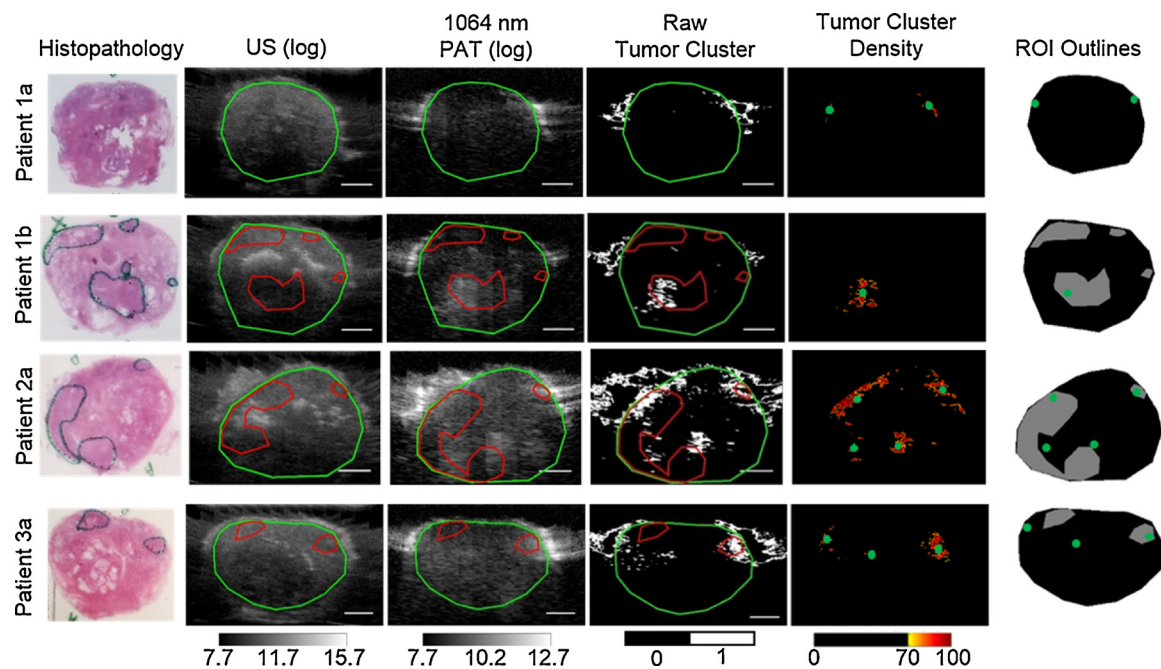 Histopathology
US (log)
1064 nm
PAT (log)
Raw
Tumor Cluster
Tumor Cluster
Density
ROI Outlines
Patient 1a
Patient 1b
Patient 2a
Patient 3a
7.7 11.7 15.7
7.7 10.2 12.7
0 1
0 70 100